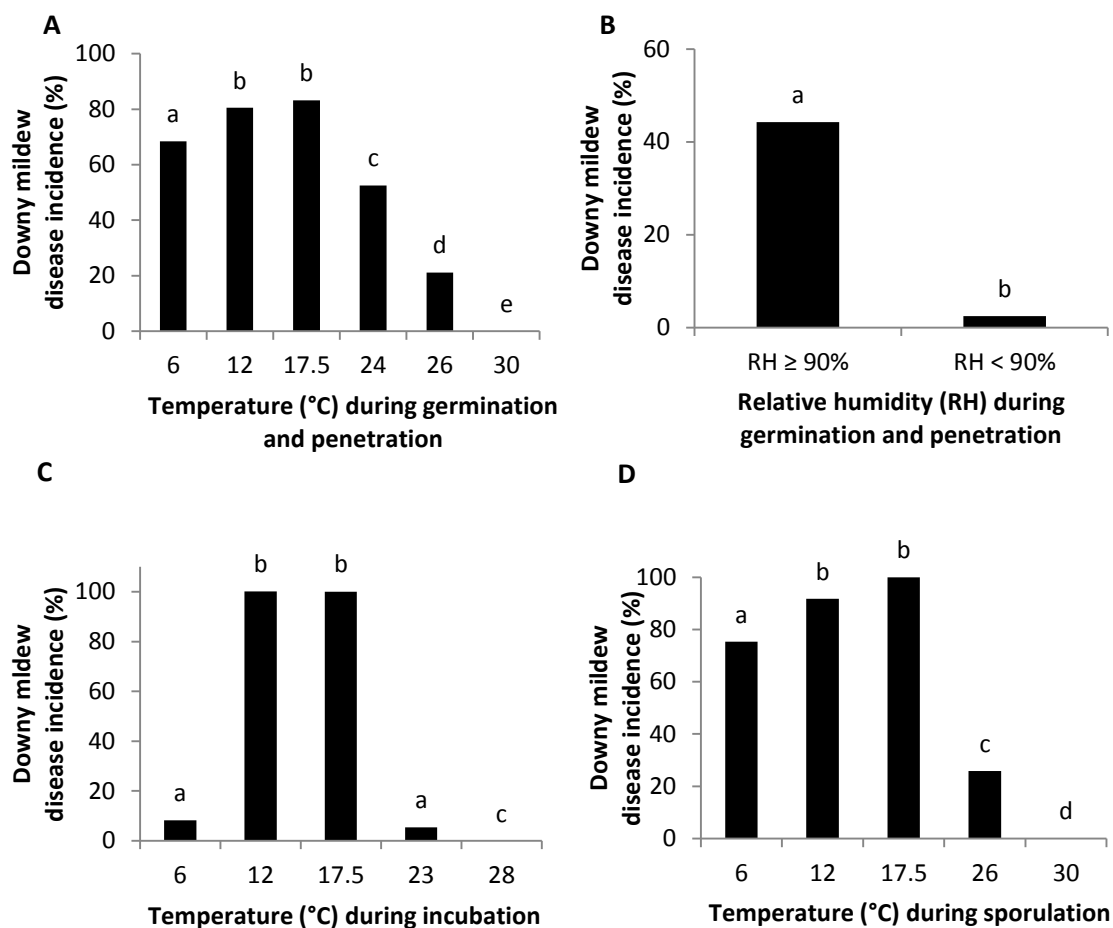 A
Downy mildew
disease incidence (%)
100
80
60
40
20
0
a
b
b
c
d
e
6
12
17.5
24
26
30
Temperature (°C) during germination
and penetration
B
Downy mildew
disease incidence (%)
60
40
20
0
a
b
RH ≥ 90%
RH < 90%
Relative humidity (RH) during
germination and penetration
C
Downy mIdew
disease incidence (%)
100
80
60
40
20
0
a
b
b
a
c
6
12
17.5
23
28
Temperature (°C) during incubation
D
Downy mildew
disease incidence (%)
100
80
60
40
20
0
a
b
b
c
d
6
12
17.5
26
30
Temperature (°C) during sporulation